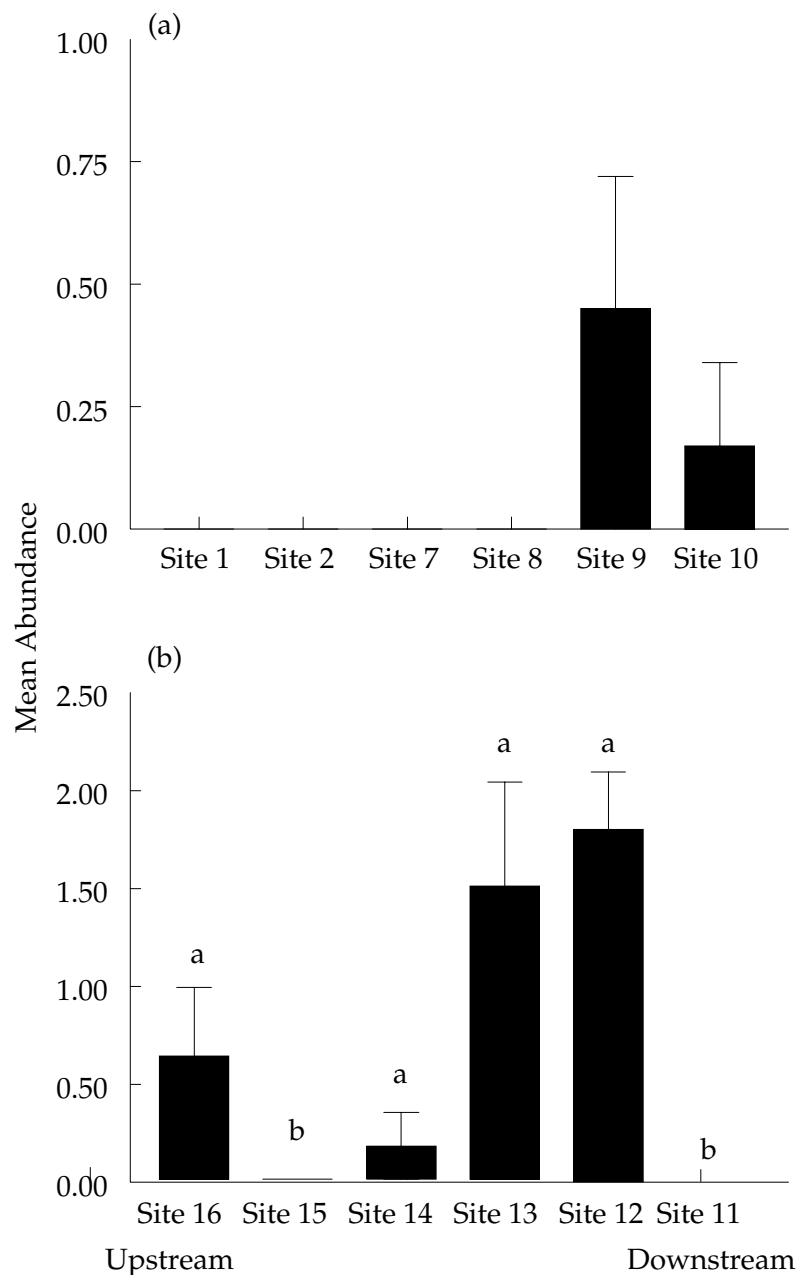 (a)
1.00
0.75
0.50
0.25
0.00
Site 1 Site 2 Site 7 Site 8 Site 9 Site 10
Mean Abundance
(b)
2.50
2.00
1.50
1.00
0.50
0.00
a b a a a b
Site 16 Site 15 Site 14 Site 13 Site 12 Site 11
Upstream Downstream